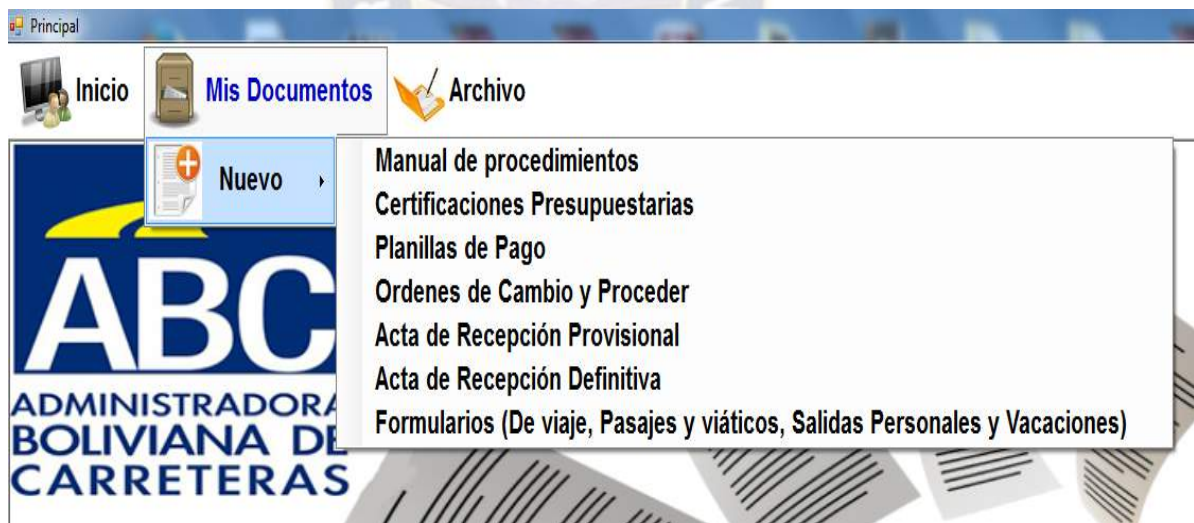 Principal
Inicio
Mis Documentos
Archivo
Nuevo
Manual de procedimientos
Certificaciones Presupuestarias
Planillas de Pago
Ordenes de Cambio y Proceder
Acta de Recepción Provisional
Acta de Recepción Definitiva
Formularios (De viaje, Pasajes y viáticos, Salidas Personales y Vacaciones)
ABC
ADMINISTRADORA
BOLIVIANA DE
CARRETERAS